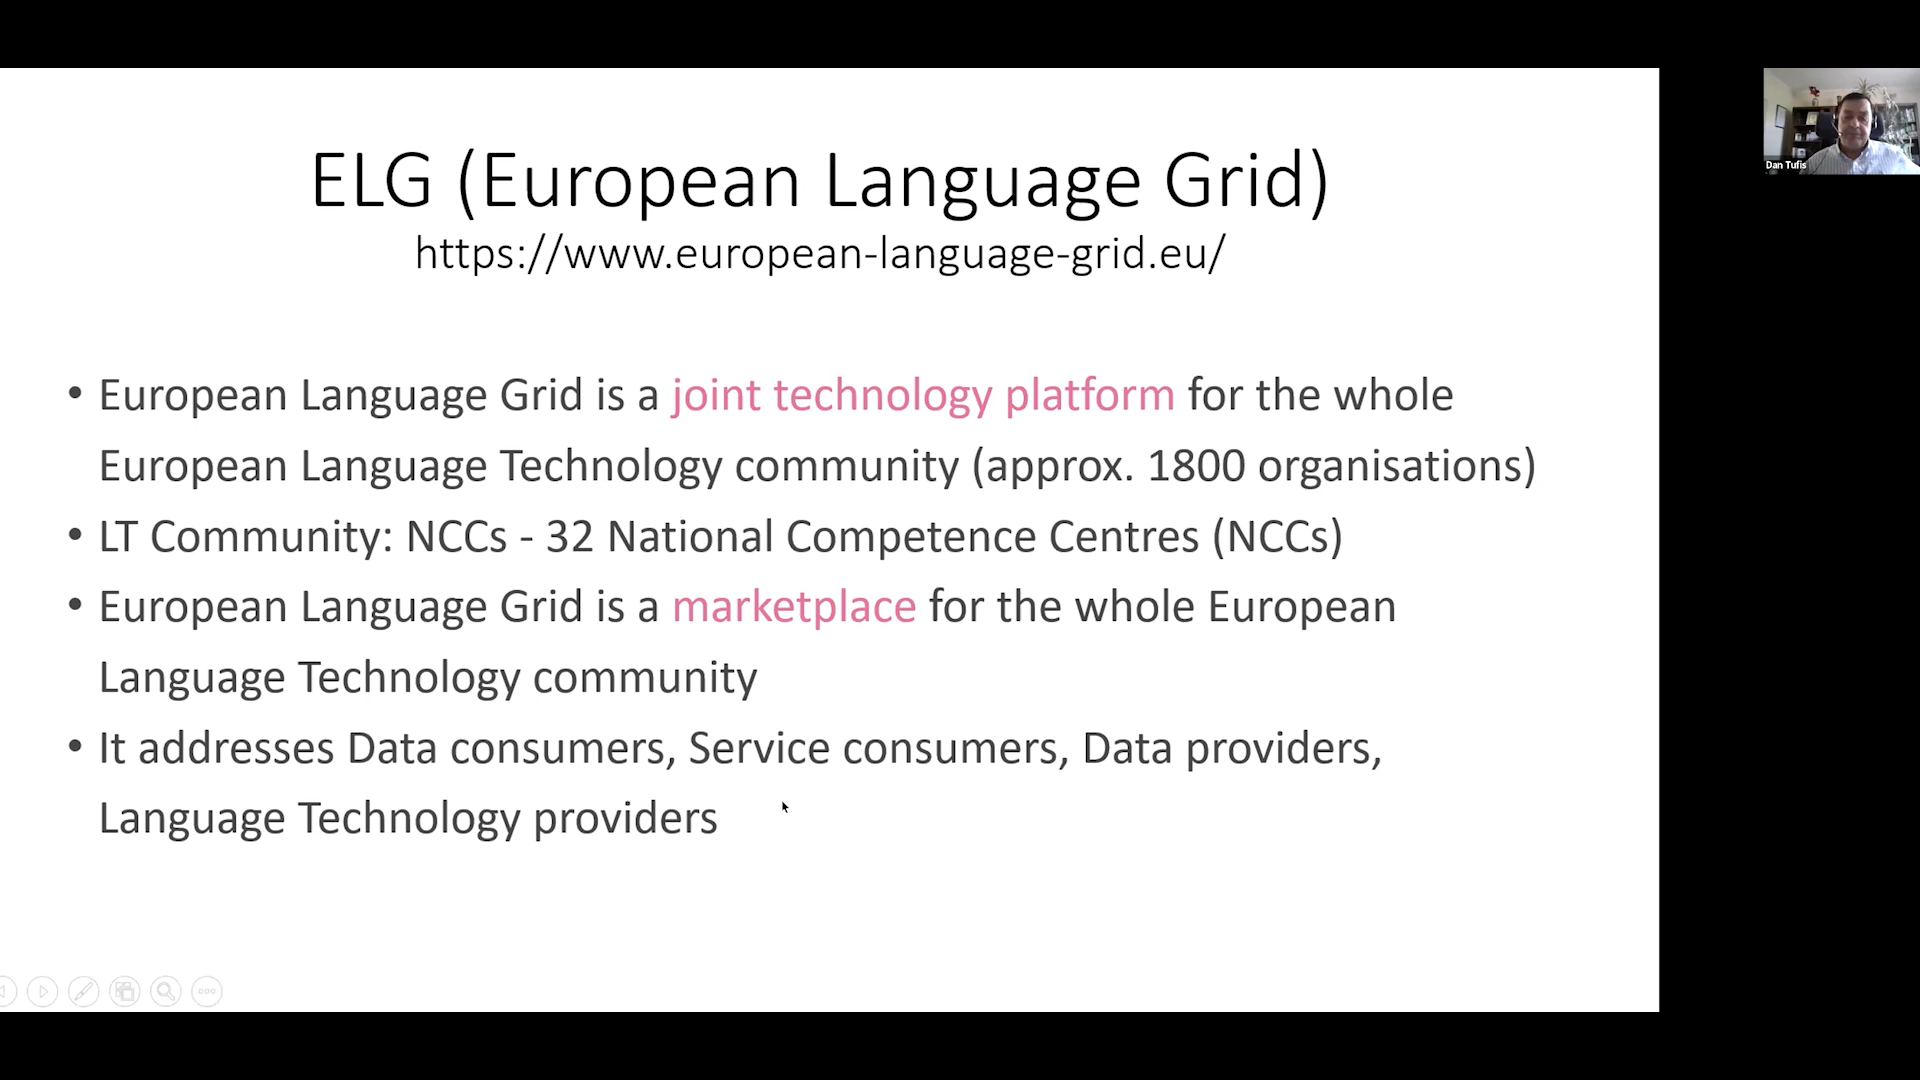 ELG (European Language Grid)
https://www.european-language-grid.eu/
• European Language Grid is a joint technology platform for the whole
European Language Technology community (approx. 1800 organisations)
• LT Community: NCCs - 32 National Competence Centres (NCCs)
• European Language Grid is a marketplace for the whole European
Language Technology community
• It addresses Data consumers, Service consumers, Data providers,
Language Technology providers
Dan Tufis